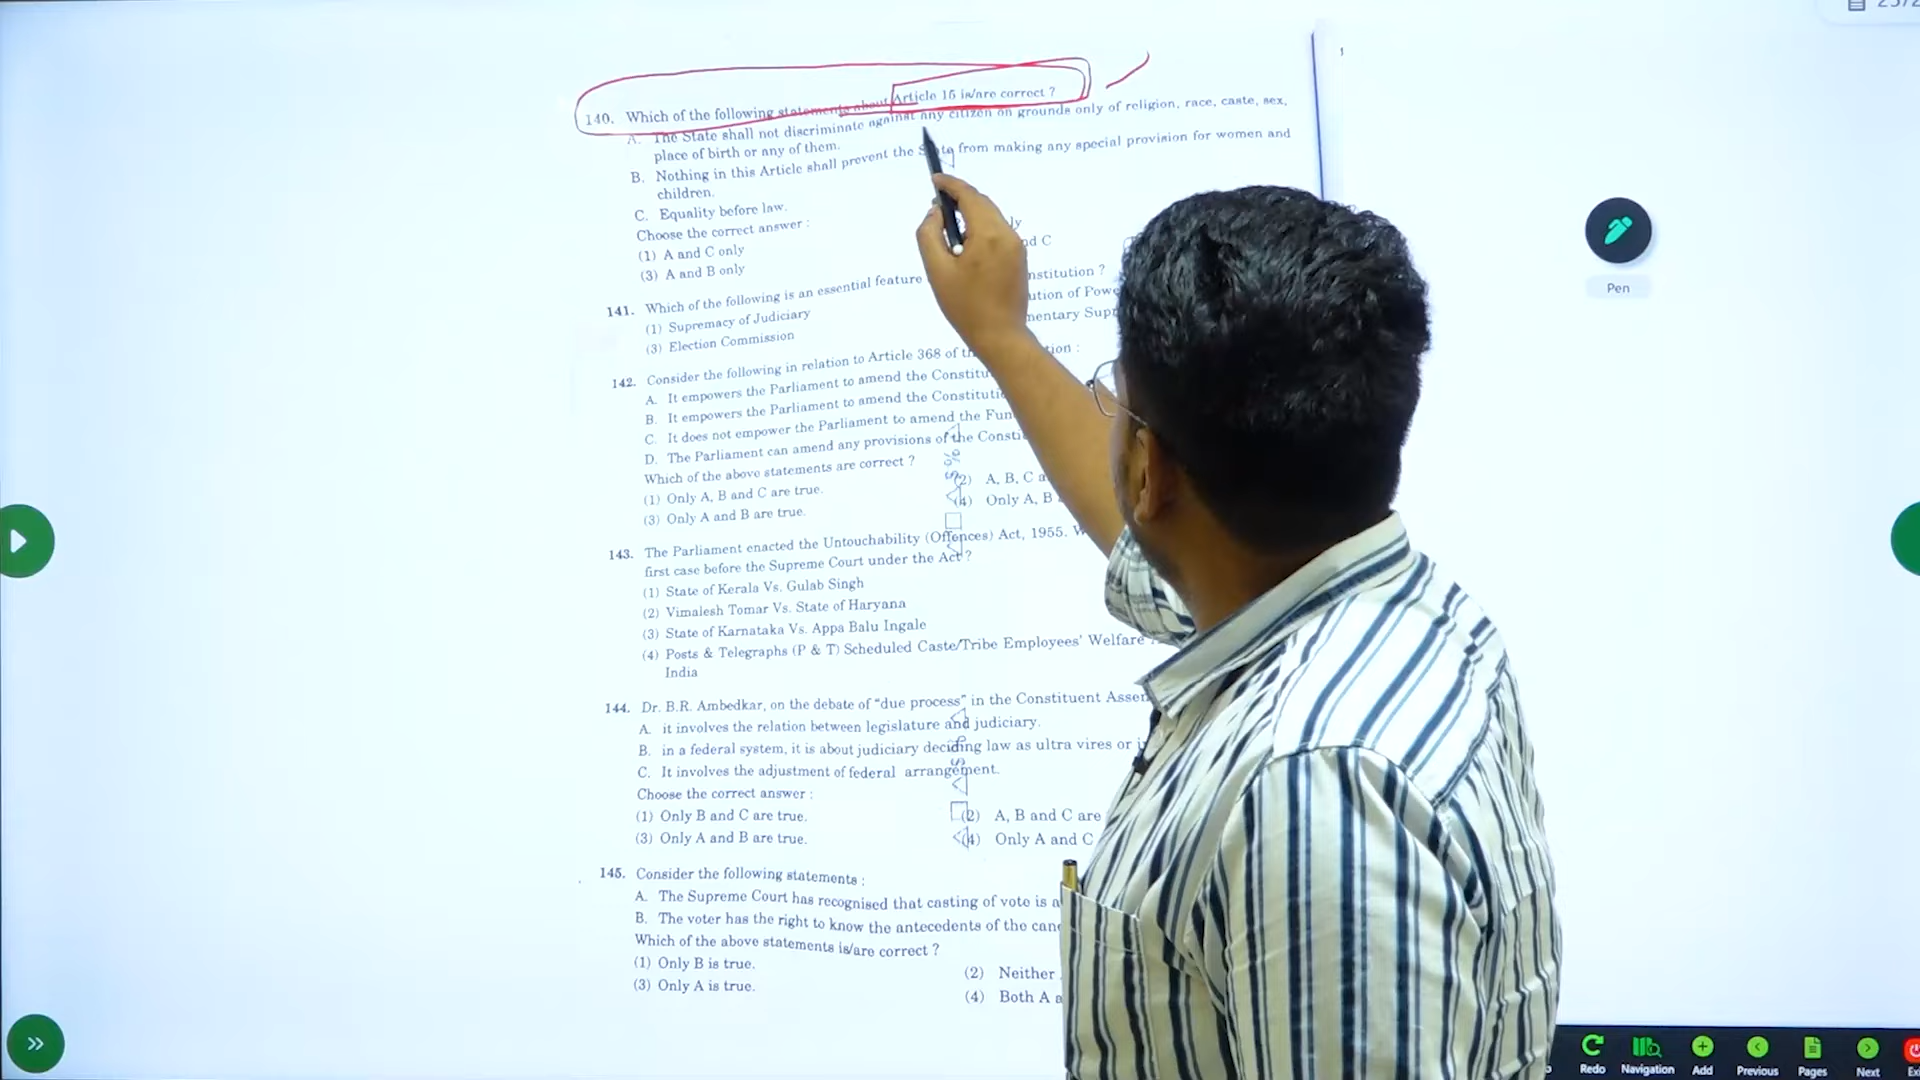 140. Which of the following statements about Article 15 is/are correct ?
A. The State shall not discriminate against any citizen on grounds only of religion, race, caste, sex,
place of birth or any of them.
B. Nothing in this Article shall prevent the State from making any special provision for women and
children.
C. Equality before law.
Choose the correct answer :
(1) A and C only
(3) A and B only
141. Which of the following is an essential feature
(1) Supremacy of Judiciary
(3) Election Commission
142. Consider the following in relation to Article 368 of
A. It empowers the Parliament to amend the
B. It empowers the Parliament to amend the
C. It does not empower the Parliament to amend the
D. The Parliament can amend any provisions of the
Which of the above statements are correct ?
(1) Only A, B and C are true.
(2) A, B, C
(3) Only A and B are true.
(4) Only A, B
143. The Parliament enacted the Untouchability (Offences) Act, 1955.
first case before the Supreme Court under the Act ?
(1) State of Kerala Vs. Gulab Singh
(2) Vimalesh Tomar Vs. State of Haryana
(3) State of Karnataka Vs. Appa Balu Ingale
(4) Posts & Telegraphs (P & T) Scheduled Caste/Tribe Employees' Welfare
India
144. Dr. B.R. Ambedkar, on the debate of "due process" in the Constituent
A. it involves the relation between legislature and judiciary.
B. in a federal system, it is about judiciary deciding law as ultra vires or
C. It involves the adjustment of federal arrangement.
Choose the correct answer :
(1) Only B and C are true.
(2) A, B and C are
(3) Only A and B are true.
(4) Only A and C
145. Consider the following statements :
A. The Supreme Court has recognised that casting of vote is
B. The voter has the right to know the antecedents of the
Which of the above statements is/are correct ?
(1) Only B is true.
(2) Neither
(3) Only A is true.
(4) Both A
Pen
Redo Navigation Add Previous Pages Next